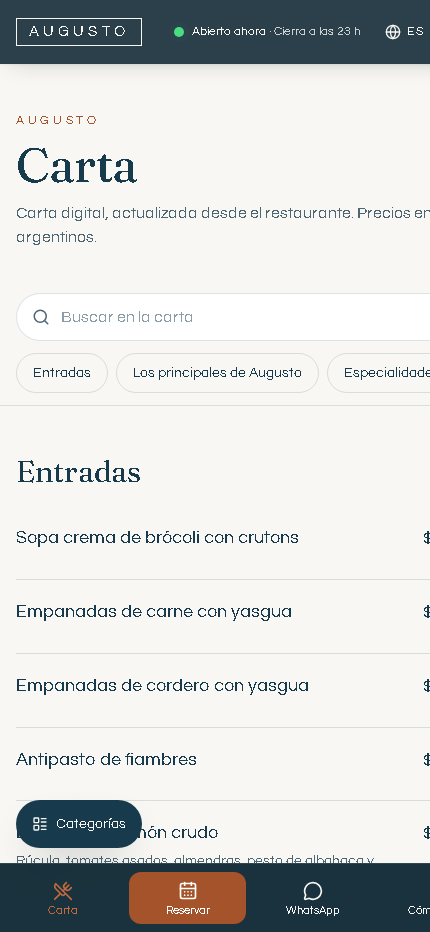 AUGUSTO
Abierto ahora · Cierra a las 23 h
ES
AUGUSTO
Carta
Carta digital, actualizada desde el restaurante. Precios en
argentinos.
Buscar en la carta
Entradas
Los principales de Augusto
Entradas
Sopa crema de brócoli con crutons
$
Empanadas de carne con yasgua
$
Empanadas de cordero con yasgua
$
Antipasto de fiambres
$
crudo
$
Rúcula, tomates asados, almendras, pesto de albahaca y
Categorías
Carta
Reservar
WhatsApp